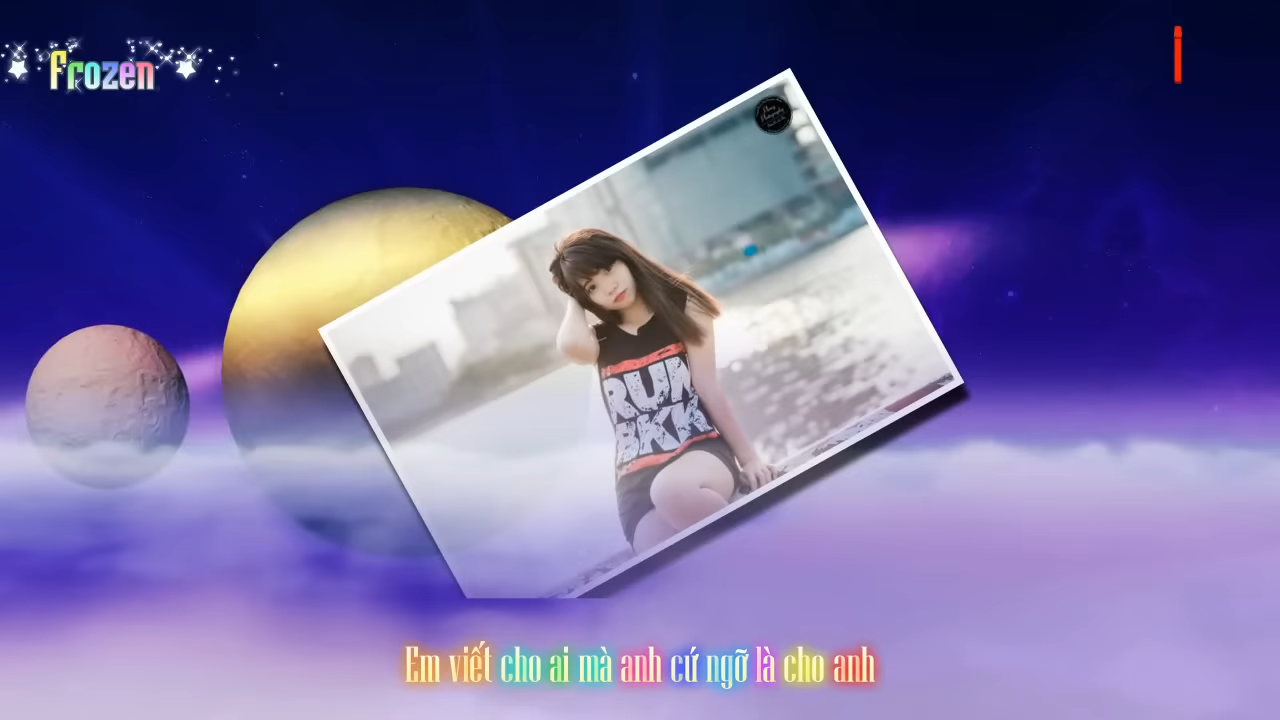 Frozen
RUN
BKK
Em viết cho ai mà anh cứ ngỡ là cho anh